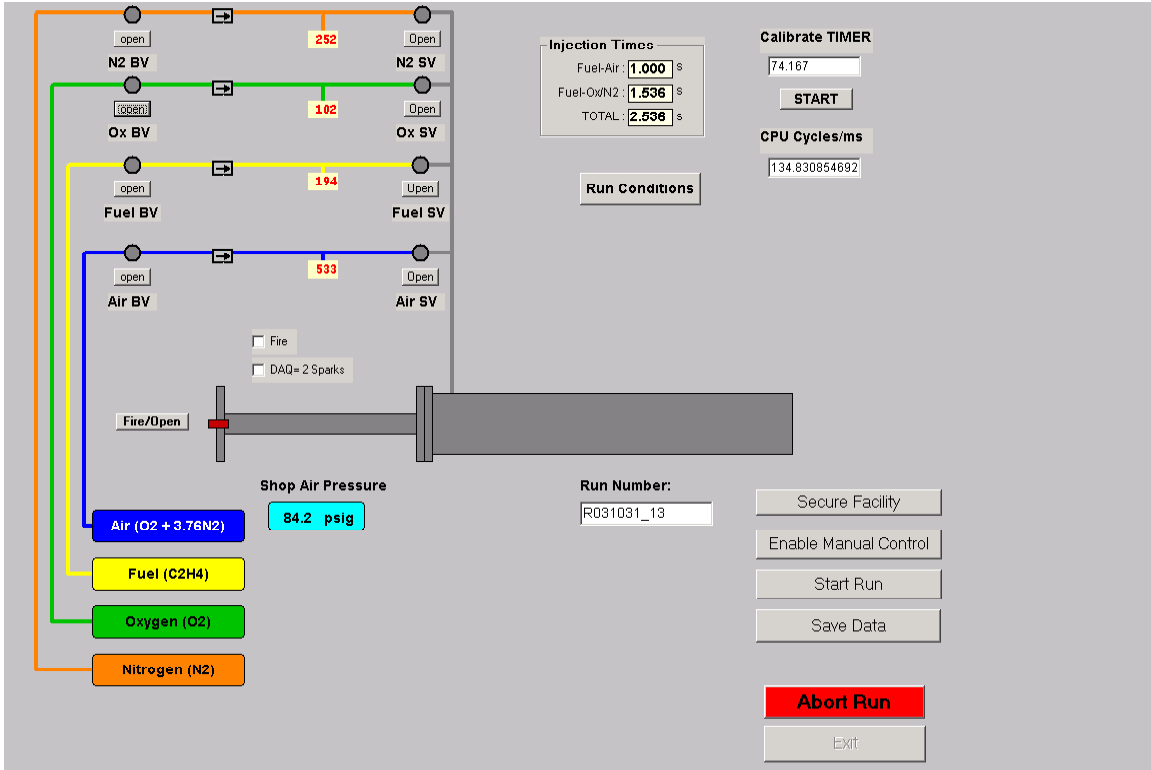 252
open
Open
N2 BV
N2 SV
102
open
Open
Ox BV
Ox SV
194
open
Upen
Fuel BV
Fuel SV
533
open
Open
Air BV
Air SV
Injection Times
Fuel-Air : 1.000 s
Fuel-Ox/N2 : 1.536 s
TOTAL : 2.536 s
Run Conditions
Calibrate TIMER
74.167
START
CPU Cycles/ms
134.830854692
Fire
DAQ= 2 Sparks
Fire/Open
Shop Air Pressure
84.2 psig
Run Number:
R031031_13
Air (O2 + 3.76N2)
Fuel (C2H4)
Oxygen (O2)
Nitrogen (N2)
Secure Facility
Enable Manual Control
Start Run
Save Data
Abort Run
Exit